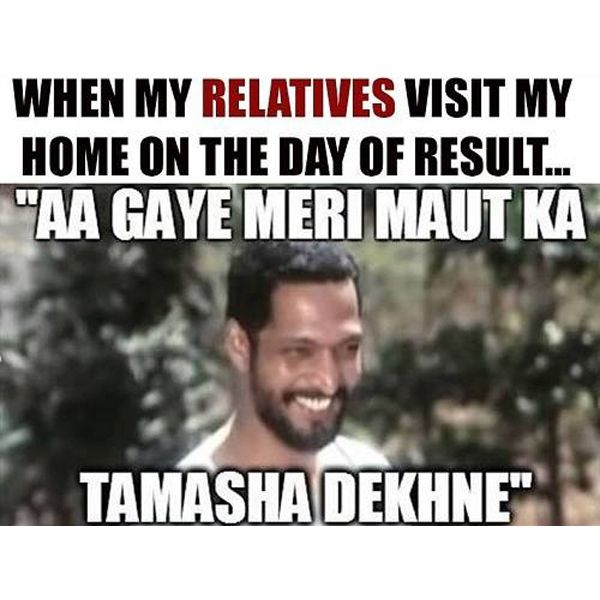 WHEN MY RELATIVES VISIT MY
HOME ON THE DAY OF RESULT...
"AA GAYE MERI MAUT KA
TAMASHA DEKHNE"